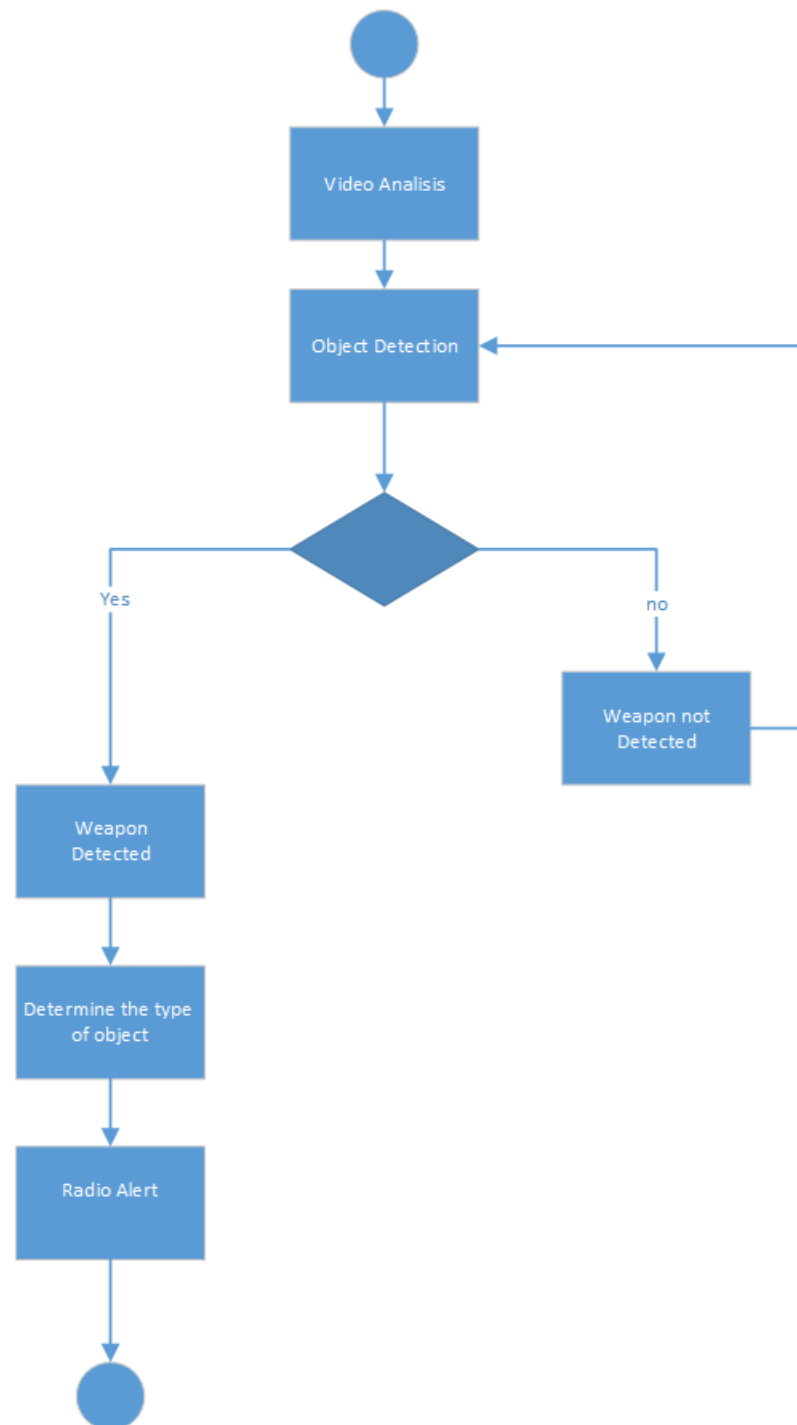 Video Analisis
Object Detection
Yes
no
Weapon not
Detected
Weapon
Detected
Determine the type
of object
Radio Alert